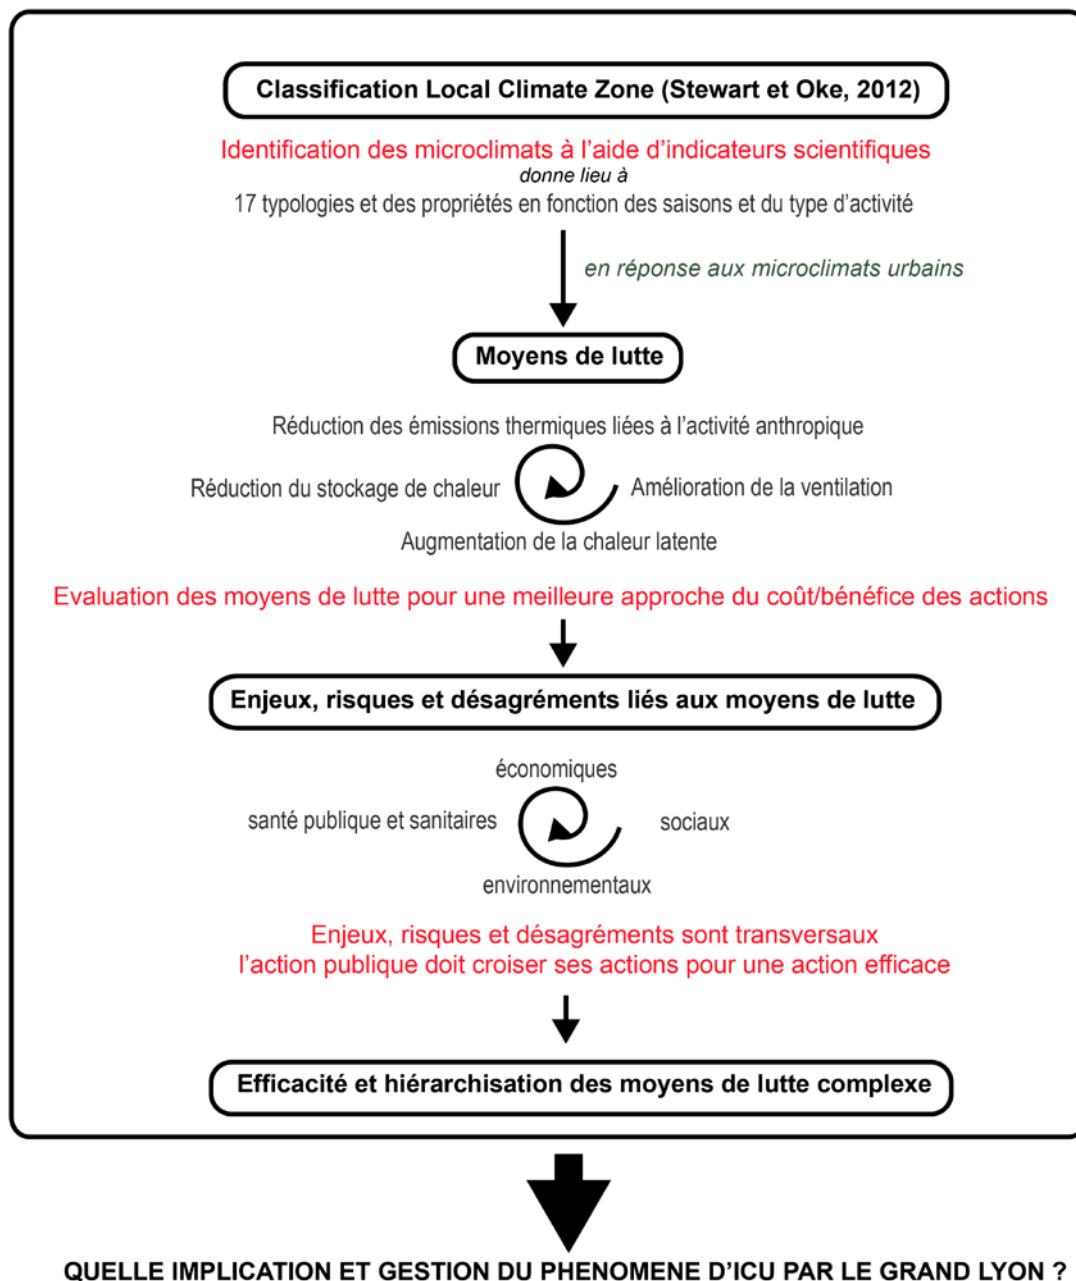 Classification Local Climate Zone (Stewart et Oke, 2012)
Identification des microclimats à l'aide d'indicateurs scientifiques
donne lieu à
17 typologies et des propriétés en fonction des saisons et du type d'activité
en réponse aux microclimats urbains
Moyens de lutte
Réduction des émissions thermiques liées à l'activité anthropique
Réduction du stockage de chaleur
Amélioration de la ventilation
Augmentation de la chaleur latente
Evaluation des moyens de lutte pour une meilleure approche du coût/bénéfice des actions
Enjeux, risques et désagréments liés aux moyens de lutte
économiques
santé publique et sanitaires
sociaux
environnementaux
Enjeux, risques et désagréments sont transversaux
l'action publique doit croiser ses actions pour une action efficace
Efficacité et hiérarchisation des moyens de lutte complexe
QUELLE IMPLICATION ET GESTION DU PHENOMENE D'ICU PAR LE GRAND LYON ?